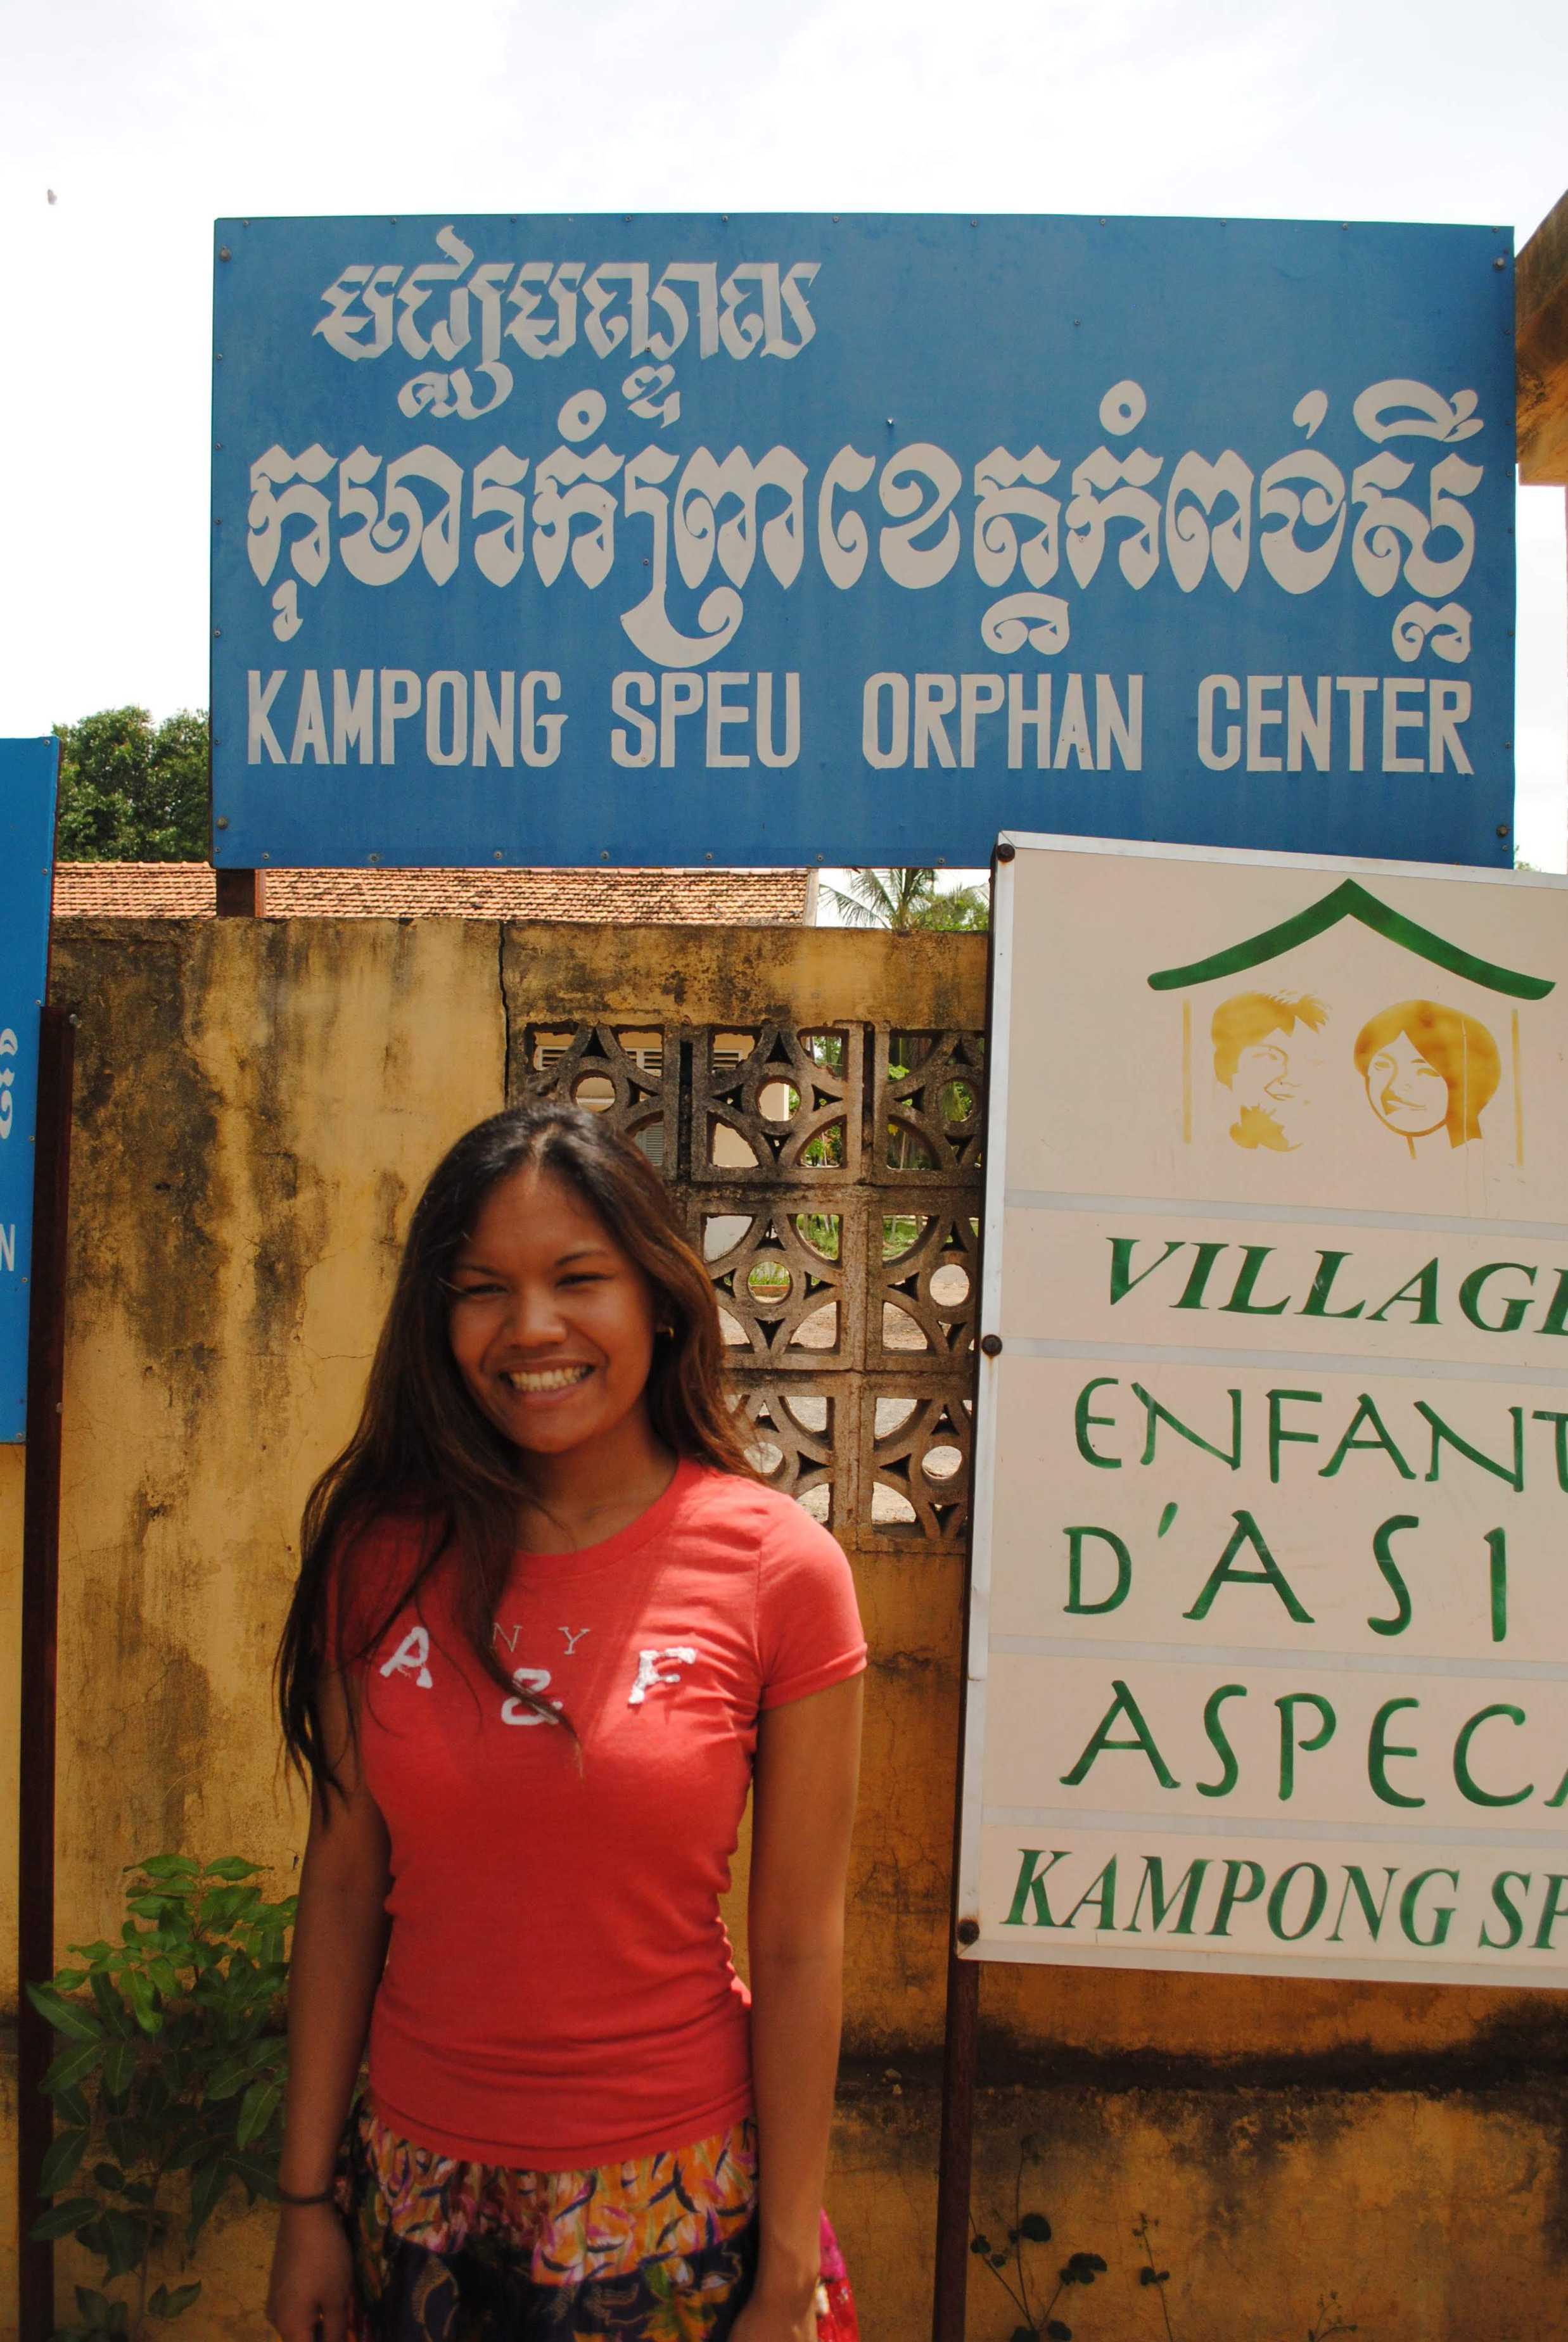 មជ្ឈមណ្ឌល
កុមារកំព្រាខេត្តកំពង់ស្ពឺ
KAMPONG SPEU ORPHAN CENTER
VILLAG
ENFANT
D'ASI
ASPECA
KAMPONG SP
N
NY
A & F